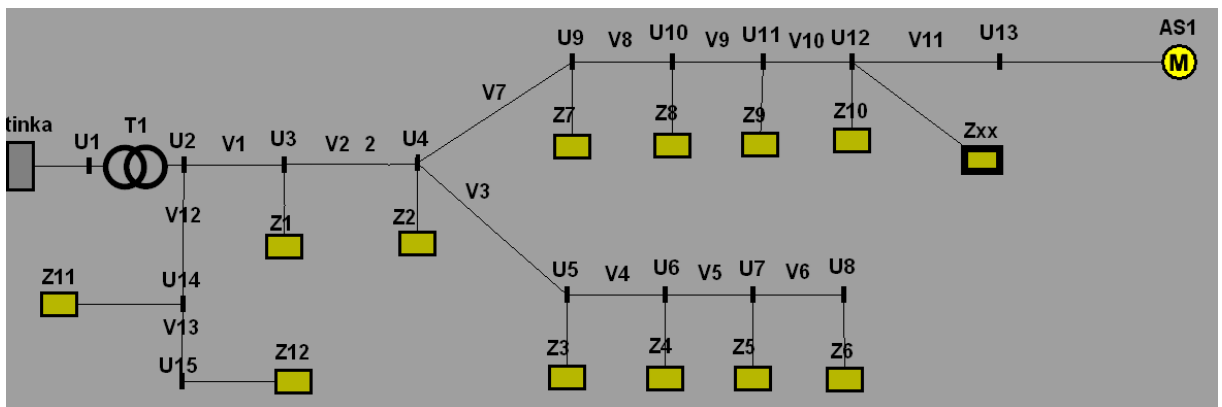 U9 V8 U10 V9 U11 V10 U12 V11 U13 AS1
M
V7
tinka U1 T1 U2 V1 U3 V2 2 U4
Z7 Z8 Z9 Z10 Zxx
V3
V12 Z1 Z2
Z11 U14 U5 V4 U6 V5 U7 V6 U8
V13
U15 Z12 Z3 Z4 Z5 Z6